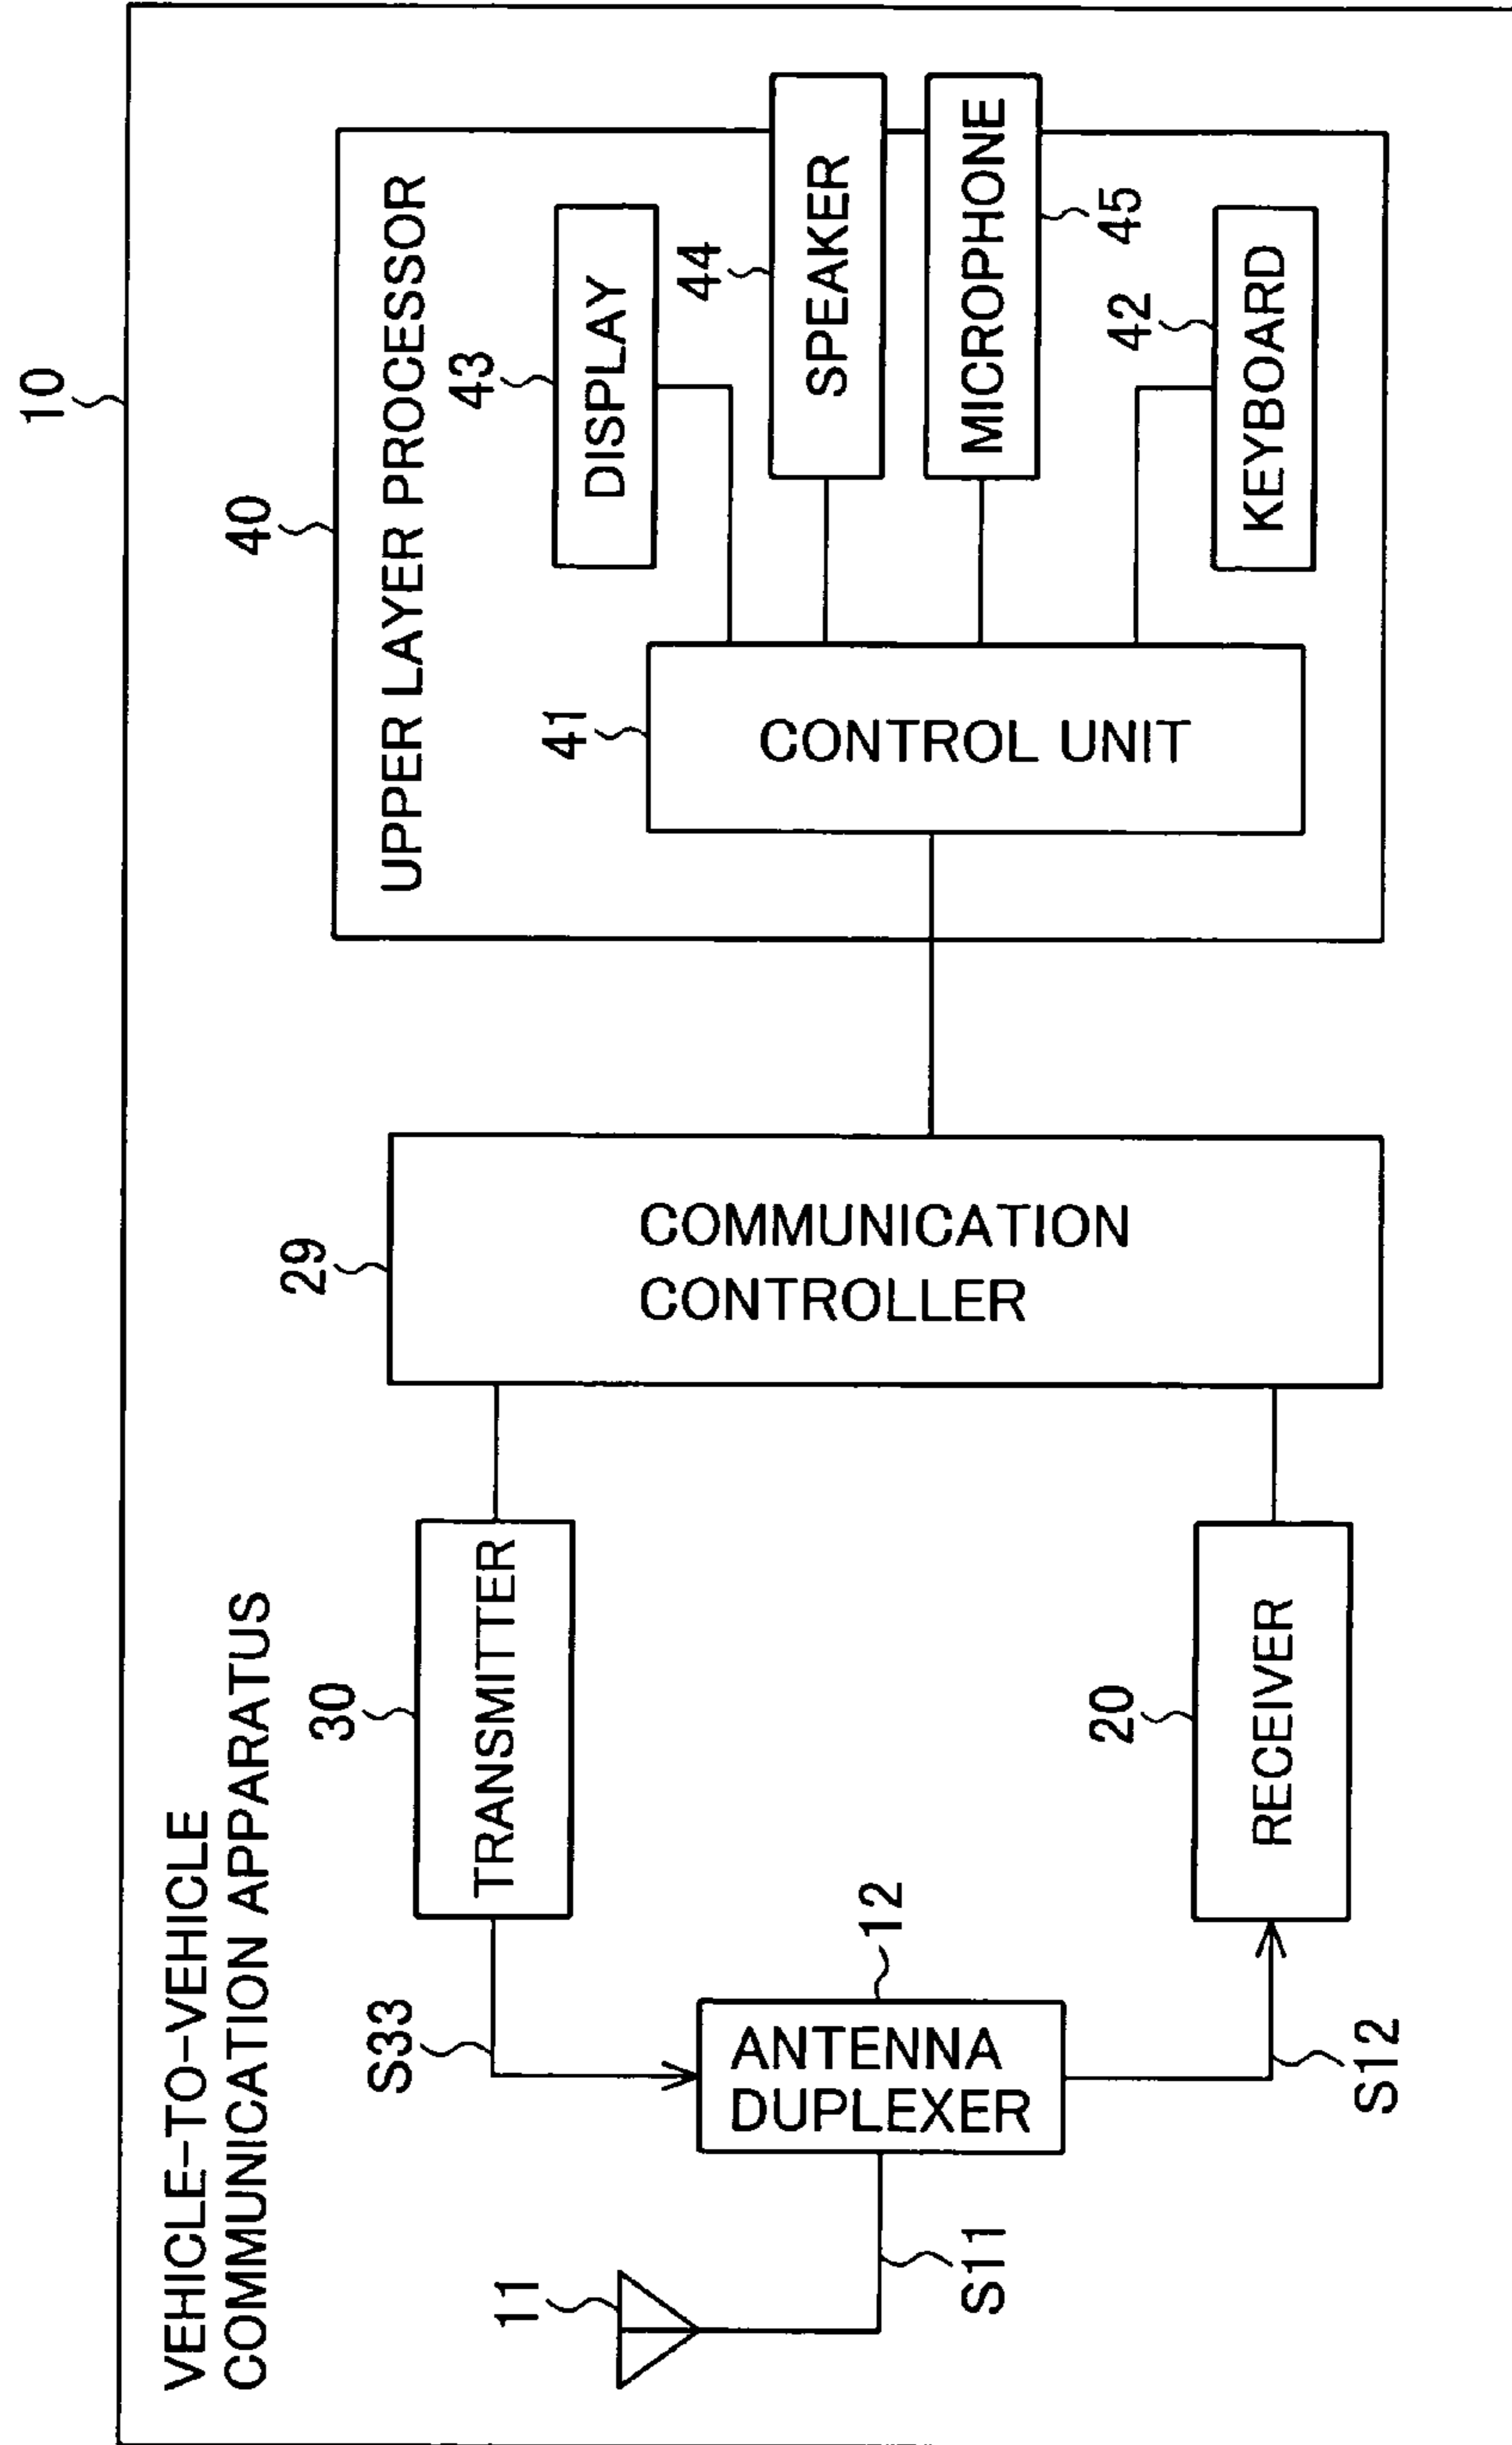 10
VEHICLE-TO-VEHICLE
COMMUNICATION APPARATUS
40
UPPER LAYER PROCESSOR
11
S11
S33
ANTENNA
DUPLEXER
12
S12
30
TRANSMITTER
20
RECEIVER
29
COMMUNICATION
CONTROLLER
41
CONTROL UNIT
43
DISPLAY
44
SPEAKER
MICROPHONE
45
42
KEYBOARD